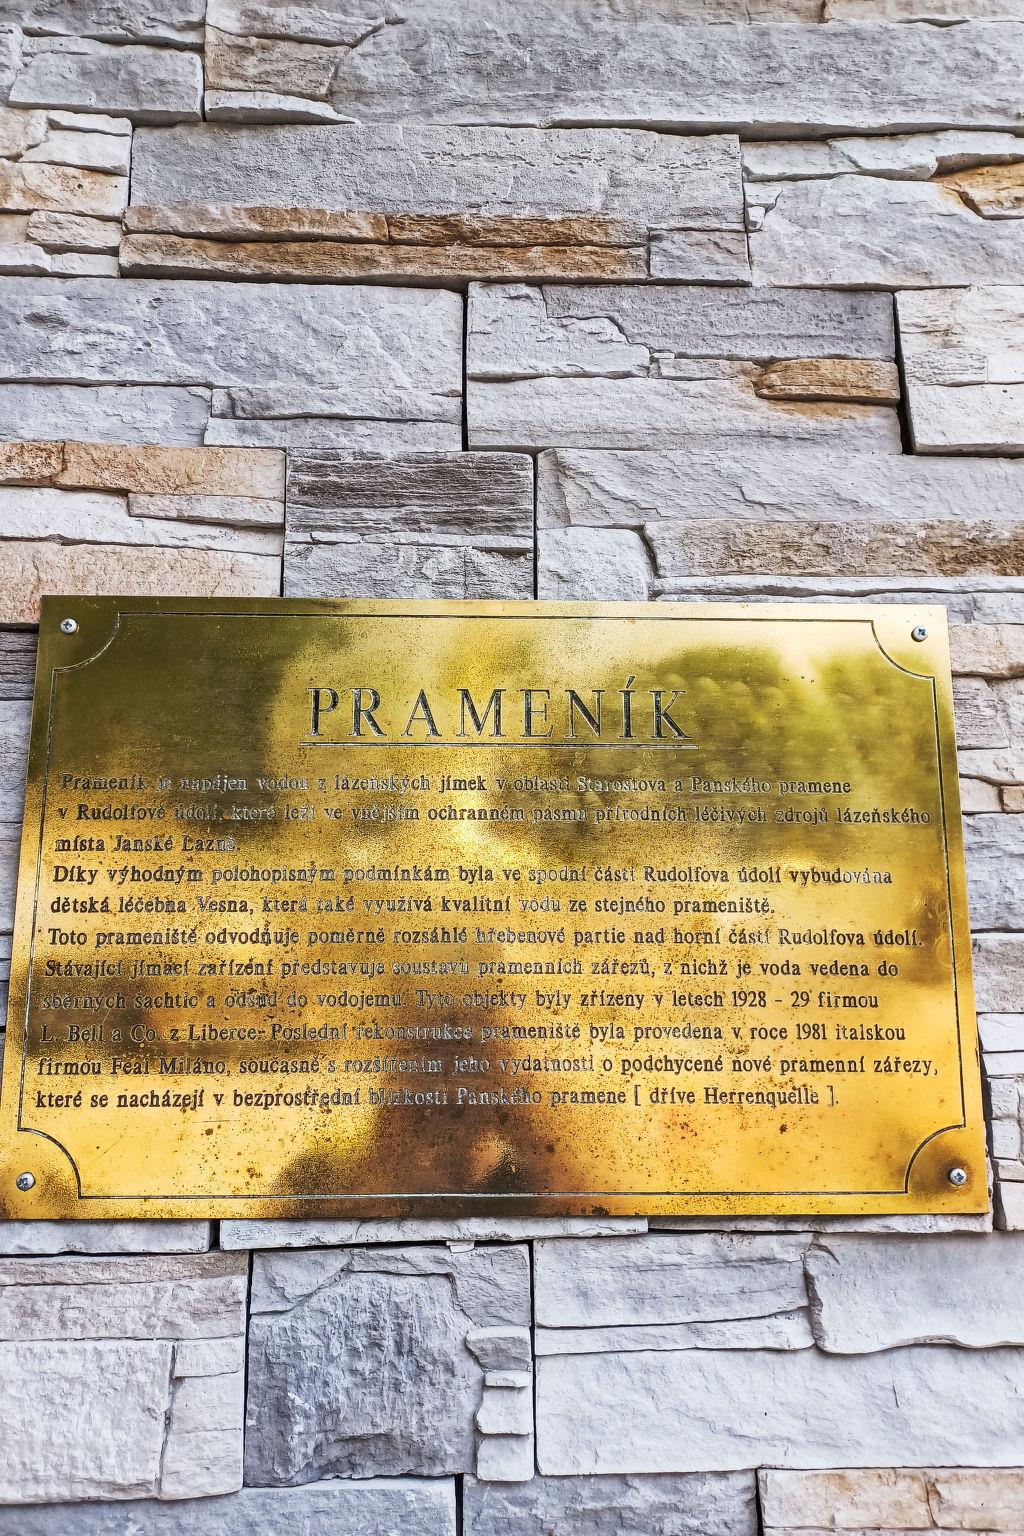 PRAMENÍK
Prameník je napájen vodou z lázeňských jímek v oblasti Starostova a Panského pramene
v Rudolfově údolí, které leží ve vnějším ochranném pásmu přírodních léčivých zdrojů lázeňského
místa Janské Lázně.
Díky výhodným polohopisným podmínkám byla ve spodní části Rudolfova údolí vybudována
dětská léčebna Vesna, která také využívá kvalitní vodu ze stejného prameniště.
Toto prameniště odvodňuje poměrně rozsáhlé hřebenové partie nad horní částí Rudolfova údolí.
Stávající jímací zařízení představuje soustavu pramenních zářezů, z nichž je voda vedena do
sběrných šachtic a odsud do vodojemu. Tyto objekty byly zřízeny v letech 1928 - 29 firmou
L. Bell a Co. z Liberce. Poslední rekonstrukce prameniště byla provedena v roce 1981 italskou
firmou Feal Miláno, současně s rozšířením jeho vydatnosti o podchycené nové pramenní zářezy,
které se nacházejí v bezprostřední blízkosti Panského pramene [ dříve Herrenquelle ].